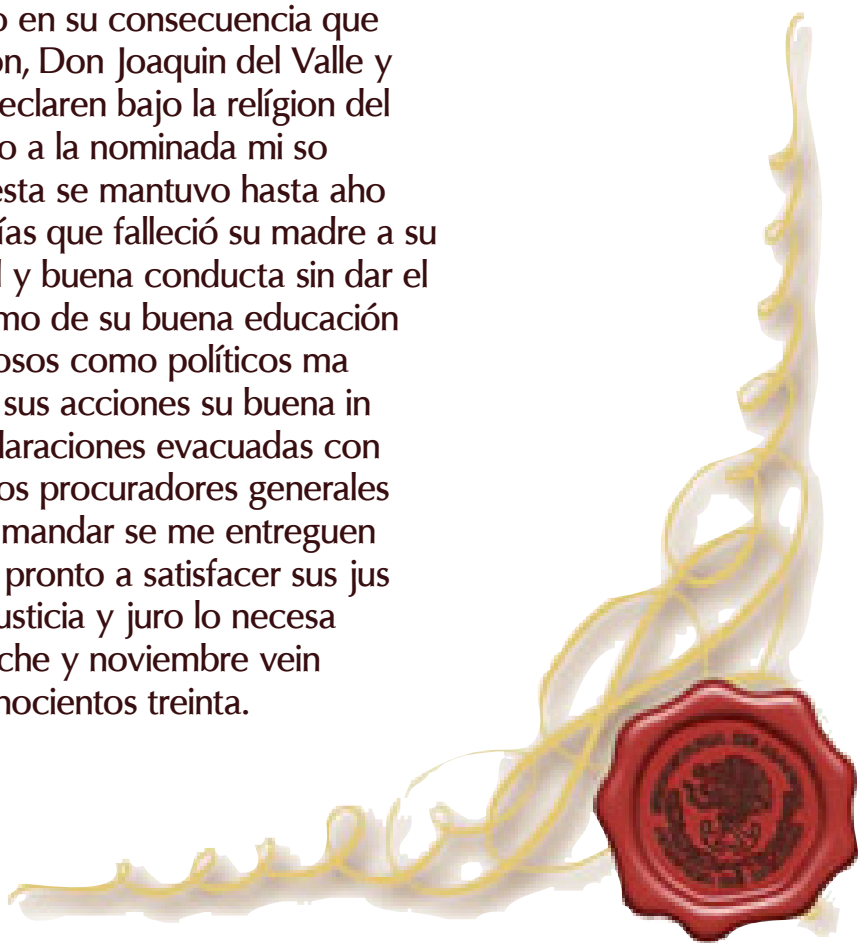 o en su consecuencia que
on, Don Joaquin del Valle y
eclaren bajo la relígion del
o a la nominada mi so
esta se mantuvo hasta aho
ías que falleció su madre a su
l y buena conducta sin dar el
mo de su buena educación
osos como políticos ma
sus acciones su buena in
laraciones evacuadas con
os procuradores generales
mandar se me entreguen
pronto a satisfacer sus jus
usticia y juro lo necesa
che y noviembre vein
hocientos treinta.